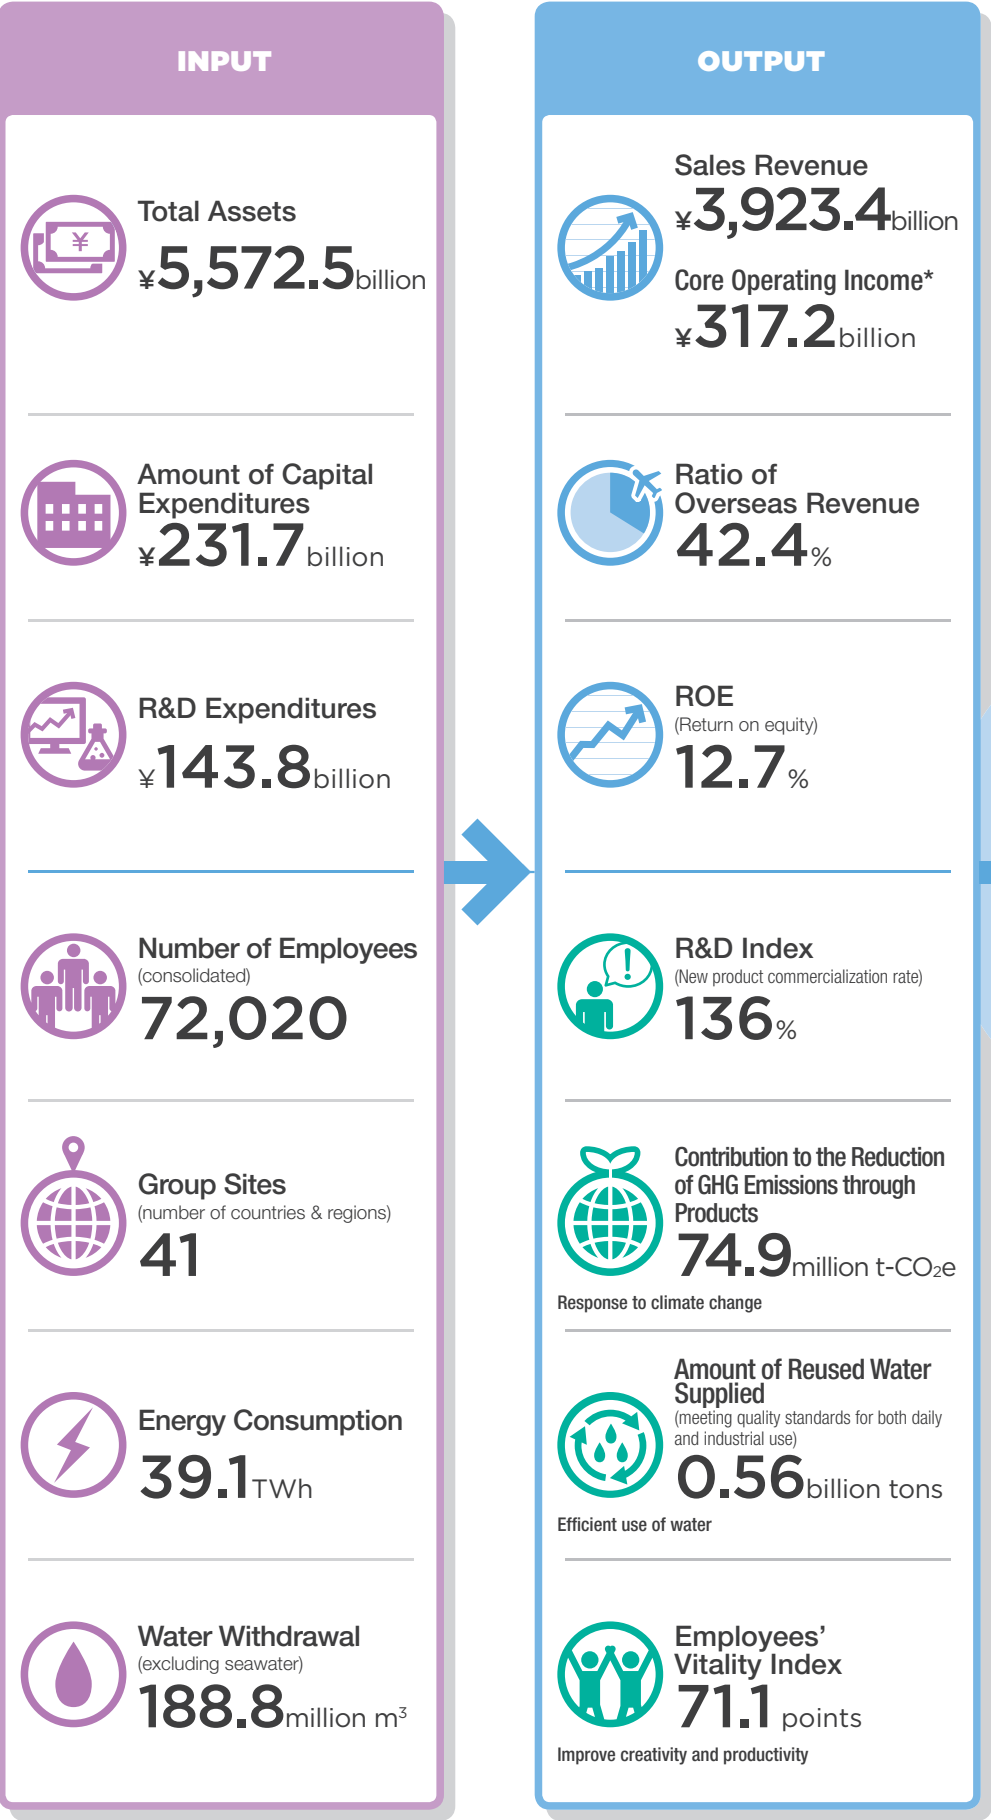 INPUT
Total Assets
¥5,572.5billion
Amount of Capital
Expenditures
¥231.7billion
R&D Expenditures
¥143.8billion
Number of Employees
(consolidated)
72,020
Group Sites
(number of countries & regions)
41
Energy Consumption
39.1TWh
Water Withdrawal
(excluding seawater)
188.8million m³
OUTPUT
Sales Revenue
¥3,923.4billion
Core Operating Income*
¥317.2billion
Ratio of
Overseas Revenue
42.4%
ROE
(Return on equity)
12.7%
R&D Index
(New product commercialization rate)
136%
Contribution to the Reduction
of GHG Emissions through
Products
74.9million t-CO₂e
Response to climate change
Amount of Reused Water
Supplied
(meeting quality standards for both daily
and industrial use)
0.56billion tons
Efficient use of water
Employees'
Vitality Index
71.1 points
Improve creativity and productivity